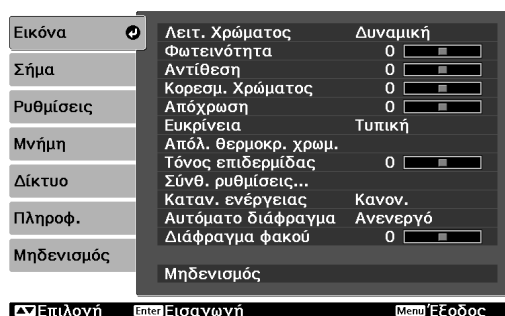 Εικόνα
Σήμα
Ρυθμίσεις
Μνήμη
Δίκτυο
Πληροφ.
Μηδενισμός
Λειτ. Χρώματος Δυναμική
Φωτεινότητα 0
Αντίθεση 0
Κορεσμ. Χρώματος 0
Απόχρωση 0
Ευκρίνεια Τυπική
Απόλ. θερμοκρ. χρωμ.
Τόνος επιδερμίδας 0
Σύνθ. ρυθμίσεις...
Καταν. ενέργειας Κανον.
Αυτόματο διάφραγμα Ανενεργό
Διάφραγμα φακού 0
Μηδενισμός
Επιλογή Enter Εισαγωγή Menu Έξοδος